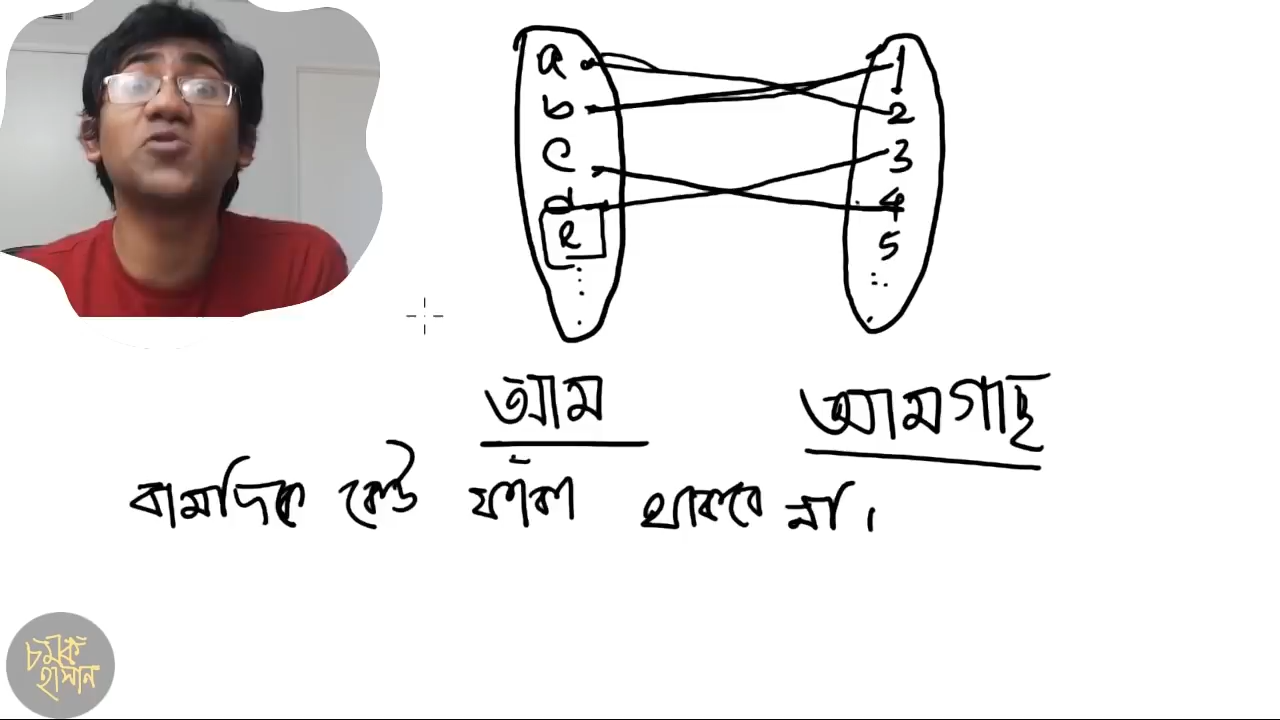 a 1
b 2
c 3
d 4
e 5
আম আমগাছ
বামদিকে কেউ ফাঁকা থাকবে না।
চমক
হাসান